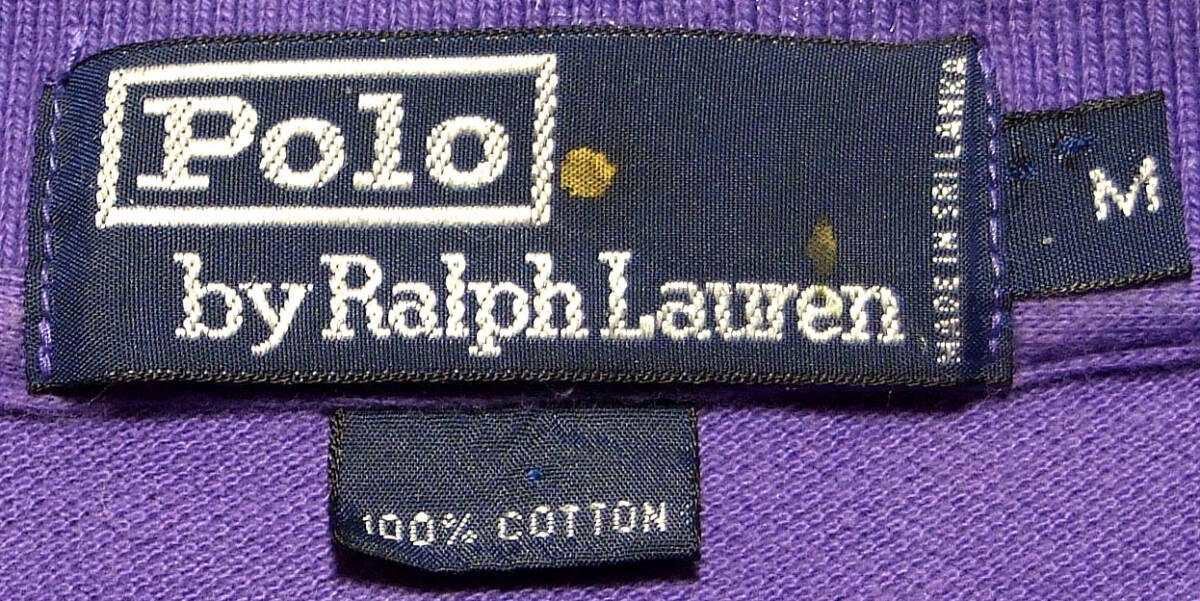 Polo
by Ralph Lauren
MADE IN SRI LANKA
M
100% COTTON